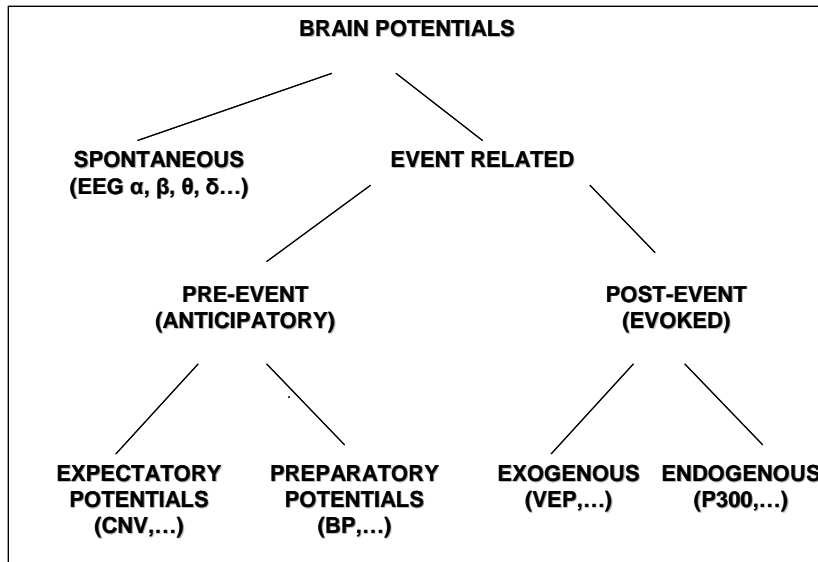 BRAIN POTENTIALS
SPONTANEOUS
(EEG α, β, θ, δ...)
EVENT RELATED
PRE-EVENT
(ANTICIPATORY)
POST-EVENT
(EVOKED)
EXPECTATORY
POTENTIALS
(CNV,...)
PREPARATORY
POTENTIALS
(BP,...)
EXOGENOUS
(VEP,...)
ENDOGENOUS
(P300,...)